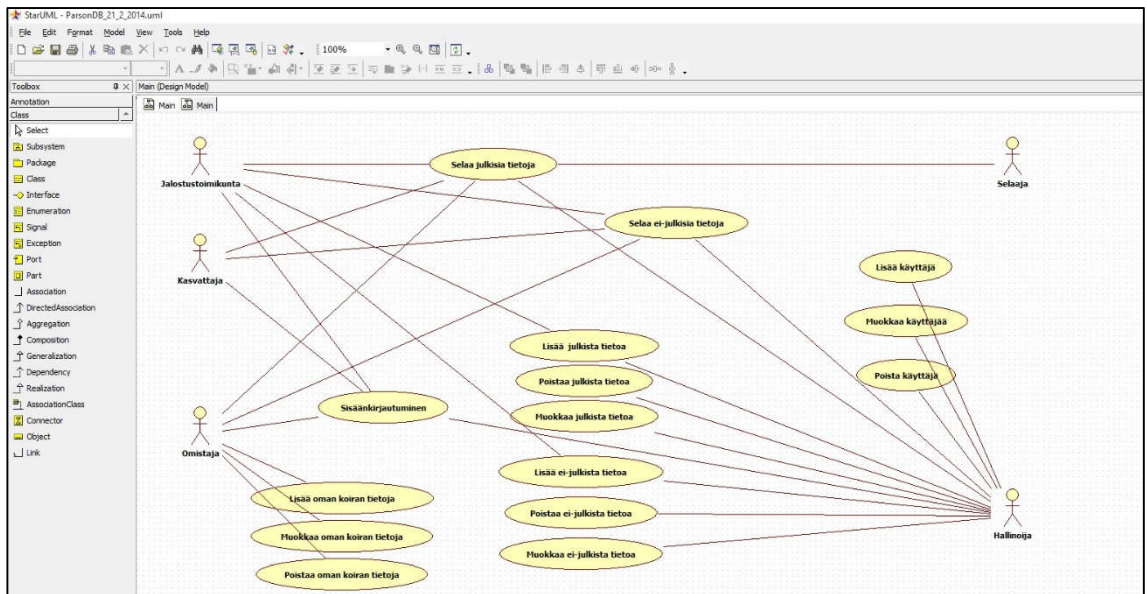 StarUML - ParsonDB_21_2_2014.uml
File Edit Format Model View Tools Help
100%
Toolbox
Main (Design Model)
Annotation
Main Main
Class
Select
Subsystem
Package
Class
Interface
Enumeration
Signal
Exception
Port
Part
Association
DirectedAssociation
Aggregation
Composition
Generalization
Dependency
Realization
AssociationClass
Connector
Object
Link
Selaa julkisia tietoja
Jalostustoimikunta
Selaaja
Selaa ei-julkisia tietoja
Kasvattaja
Lisää käyttäjä
Muokkaa käyttäjää
Lisää julkista tietoa
Poista käyttäjä
Poistaa julkista tietoa
Sisäänkirjautuminen
Muokkaa julkista tietoa
Omistaja
Lisää ei-julkista tietoa
Lisää oman koiran tietoja
Poistaa ei-julkista tietoa
Muokkaa oman koiran tietoja
Hallinoija
Muokkaa ei-julkista tietoa
Poistaa oman koiran tietoja